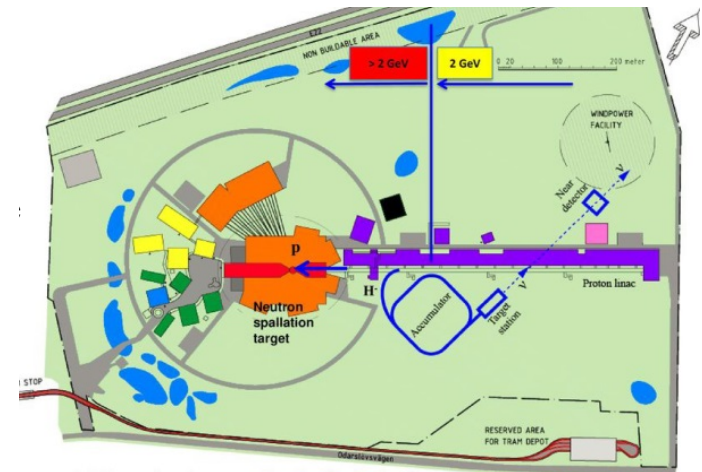 E22
NON BUILDABLE AREA
> 2 GeV
2 GeV
0 20
200 meter
WINDPOWER
FACILITY
ν
Near
detector
p
H-
Proton linac
ν
Neutron
spallation
target
Accumulator
Target
station
N STOP
RESERVED AREA
FOR TRAM DEPOT
Odarslövsvägen